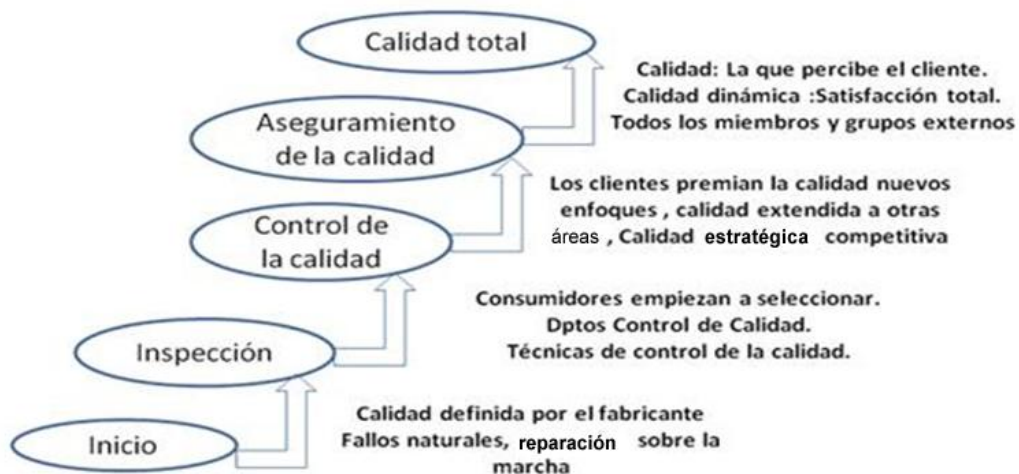 Calidad total
Calidad: La que percibe el cliente.
Calidad dinámica :Satisfacción total.
Todos los miembros y grupos externos
Aseguramiento
de la calidad
Los clientes premian la calidad nuevos
enfoques , calidad extendida a otras
áreas , Calidad estratégica competitiva
Control de
la calidad
Consumidores empiezan a seleccionar.
Dptos Control de Calidad.
Técnicas de control de la calidad.
Inspección
Calidad definida por el fabricante
Fallos naturales, reparación sobre la
marcha
Inicio